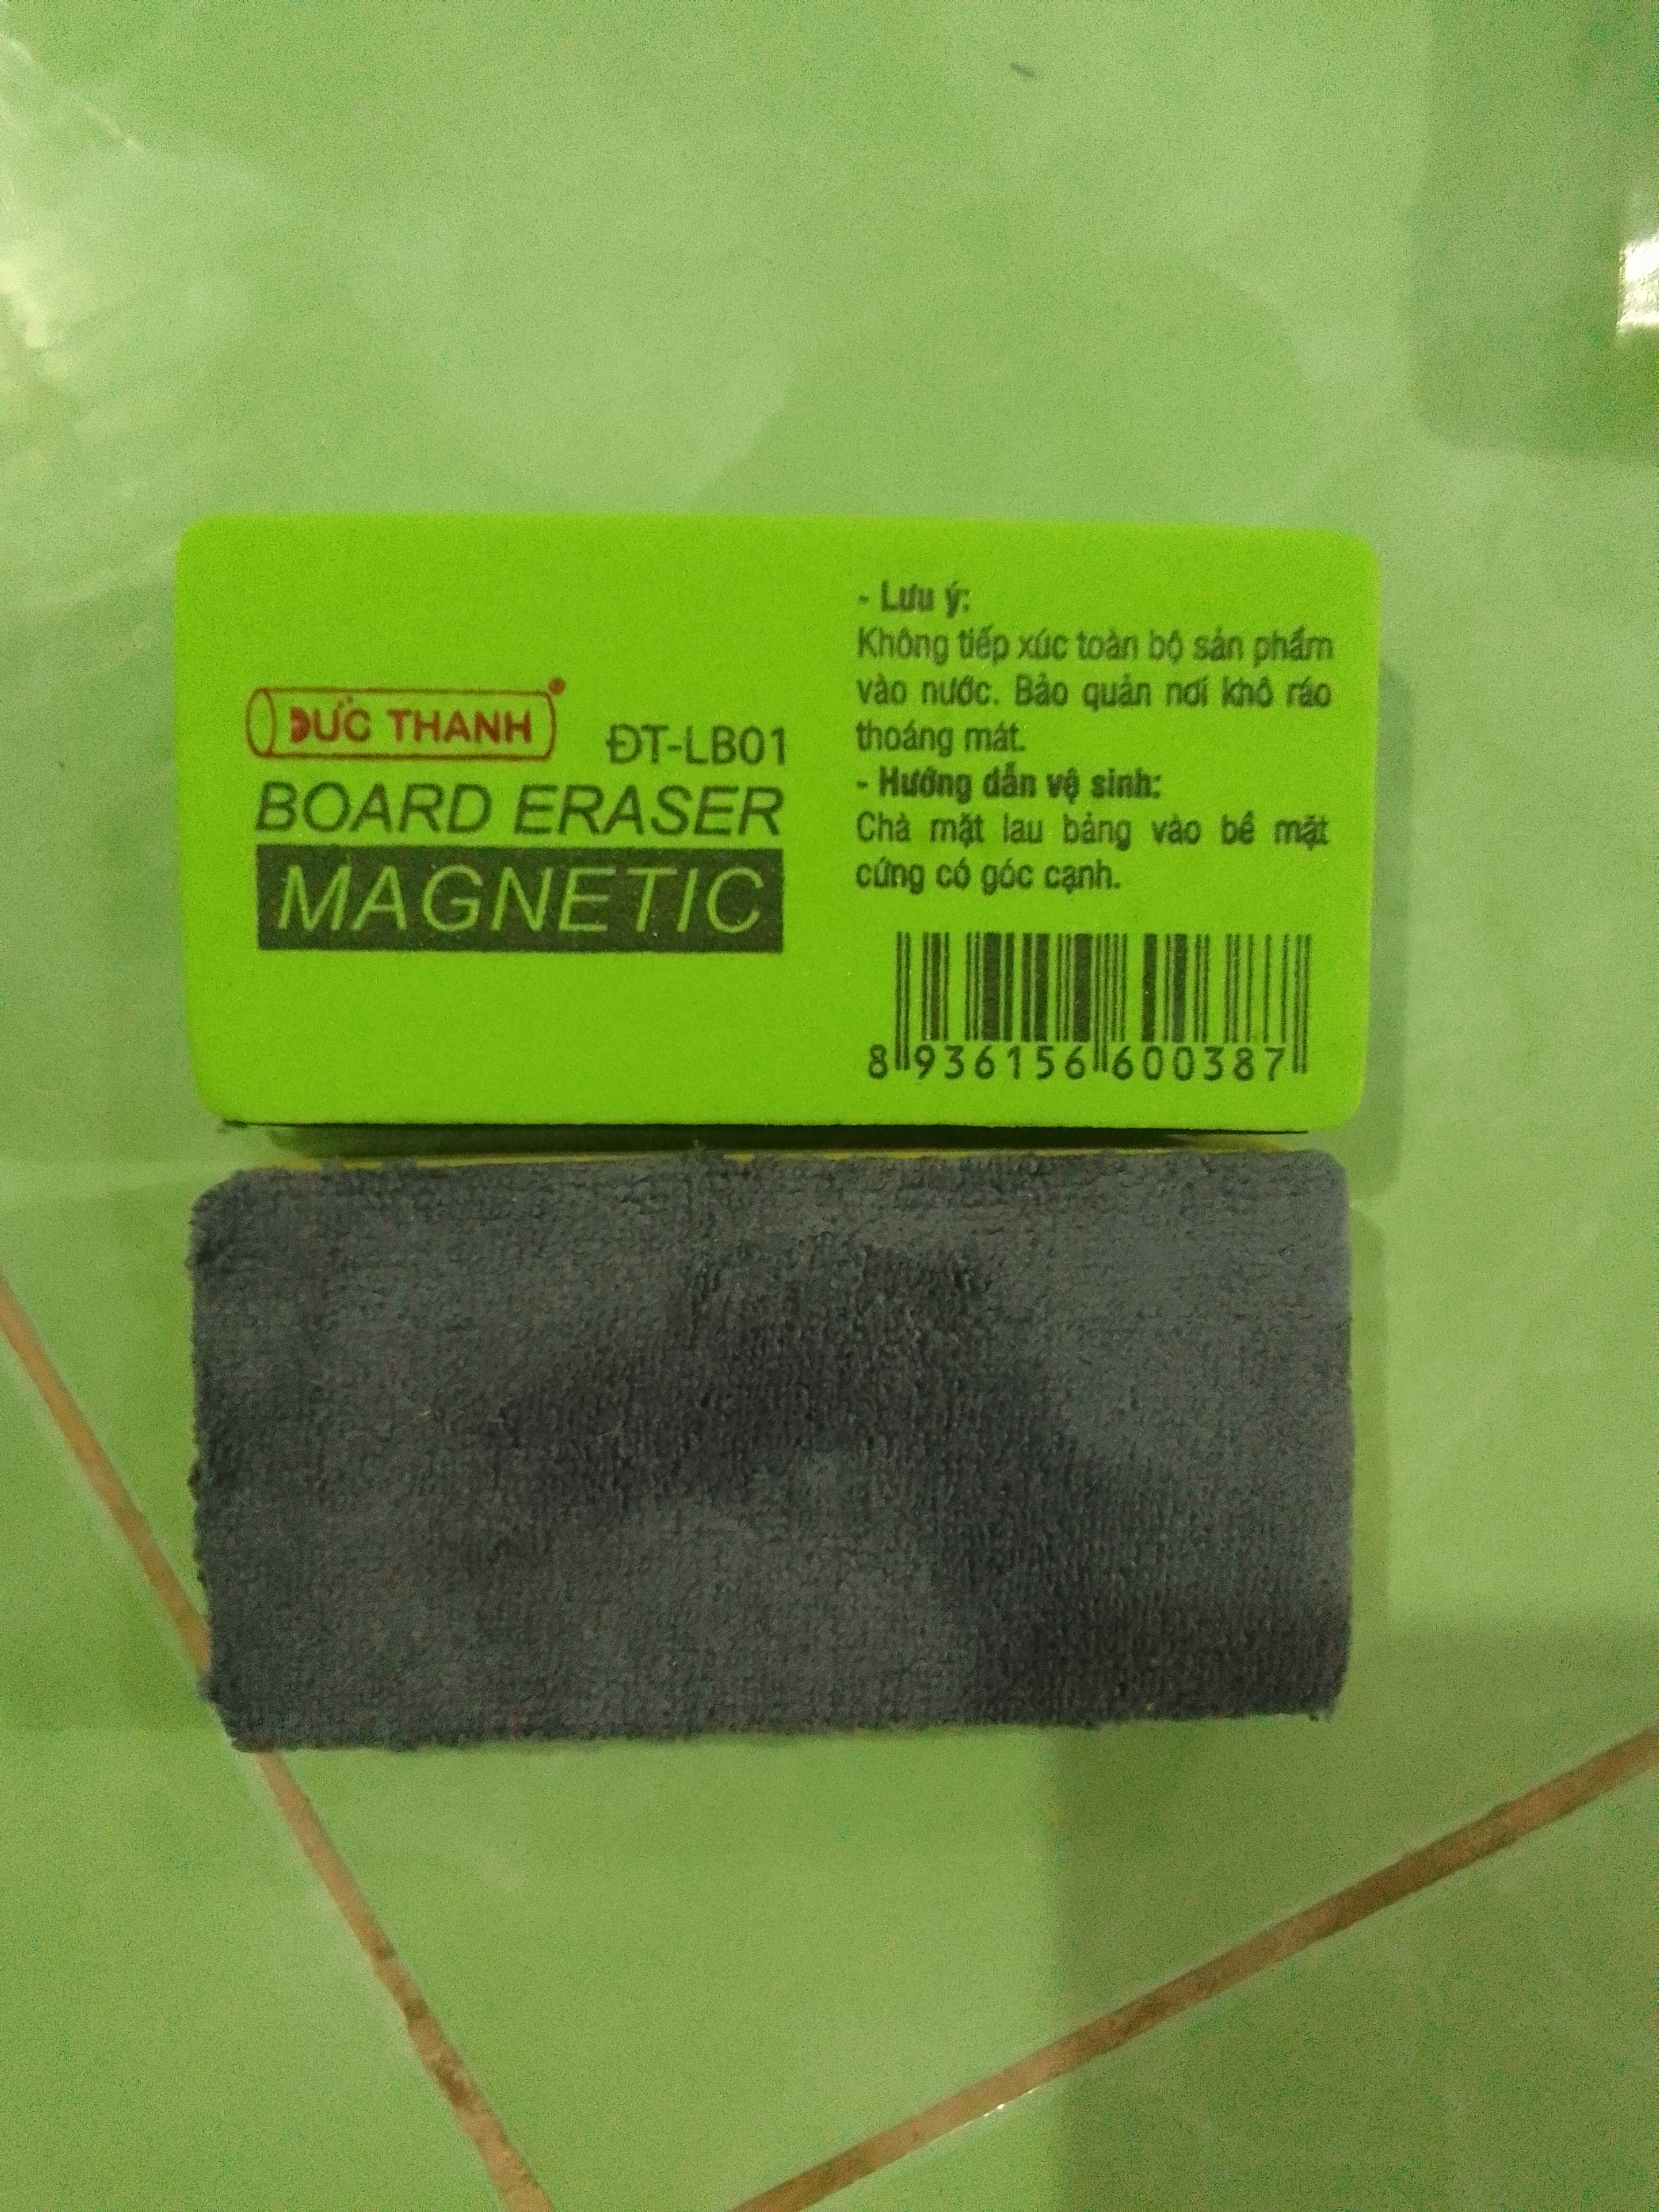 ĐỨC THANH
ĐT-LB01
BOARD ERASER
MAGNETIC
- Lưu ý:
Không tiếp xúc toàn bộ sản phẩm
vào nước. Bảo quản nơi khô ráo
thoáng mát.
- Hướng dẫn vệ sinh:
Chà mặt lau bảng vào bề mặt
cứng có góc cạnh.
8 936156 600387